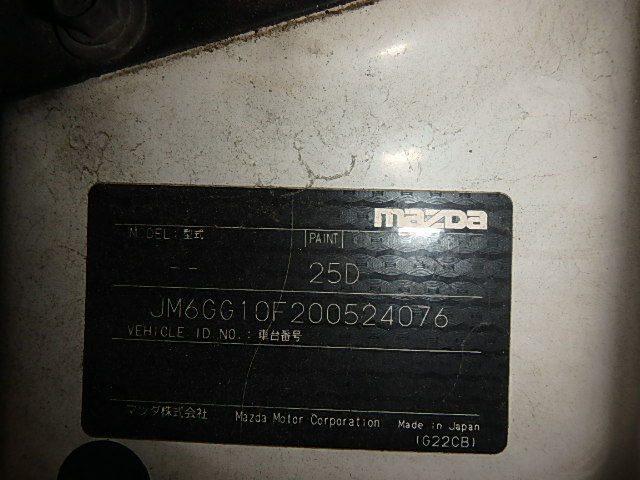 mazda
MODEL:型式 PAINT
-- 25D
JM6GG10F200524076
VEHICLE ID.NO.:車台番号
マツダ株式会社 Mazda Motor Corporation Made in Japan
(G22CB)